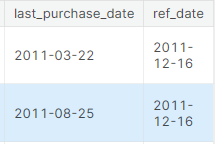 last_purchase_date ref_date
2011-03-22 2011-
12-16
2011-08-25 2011-
12-16